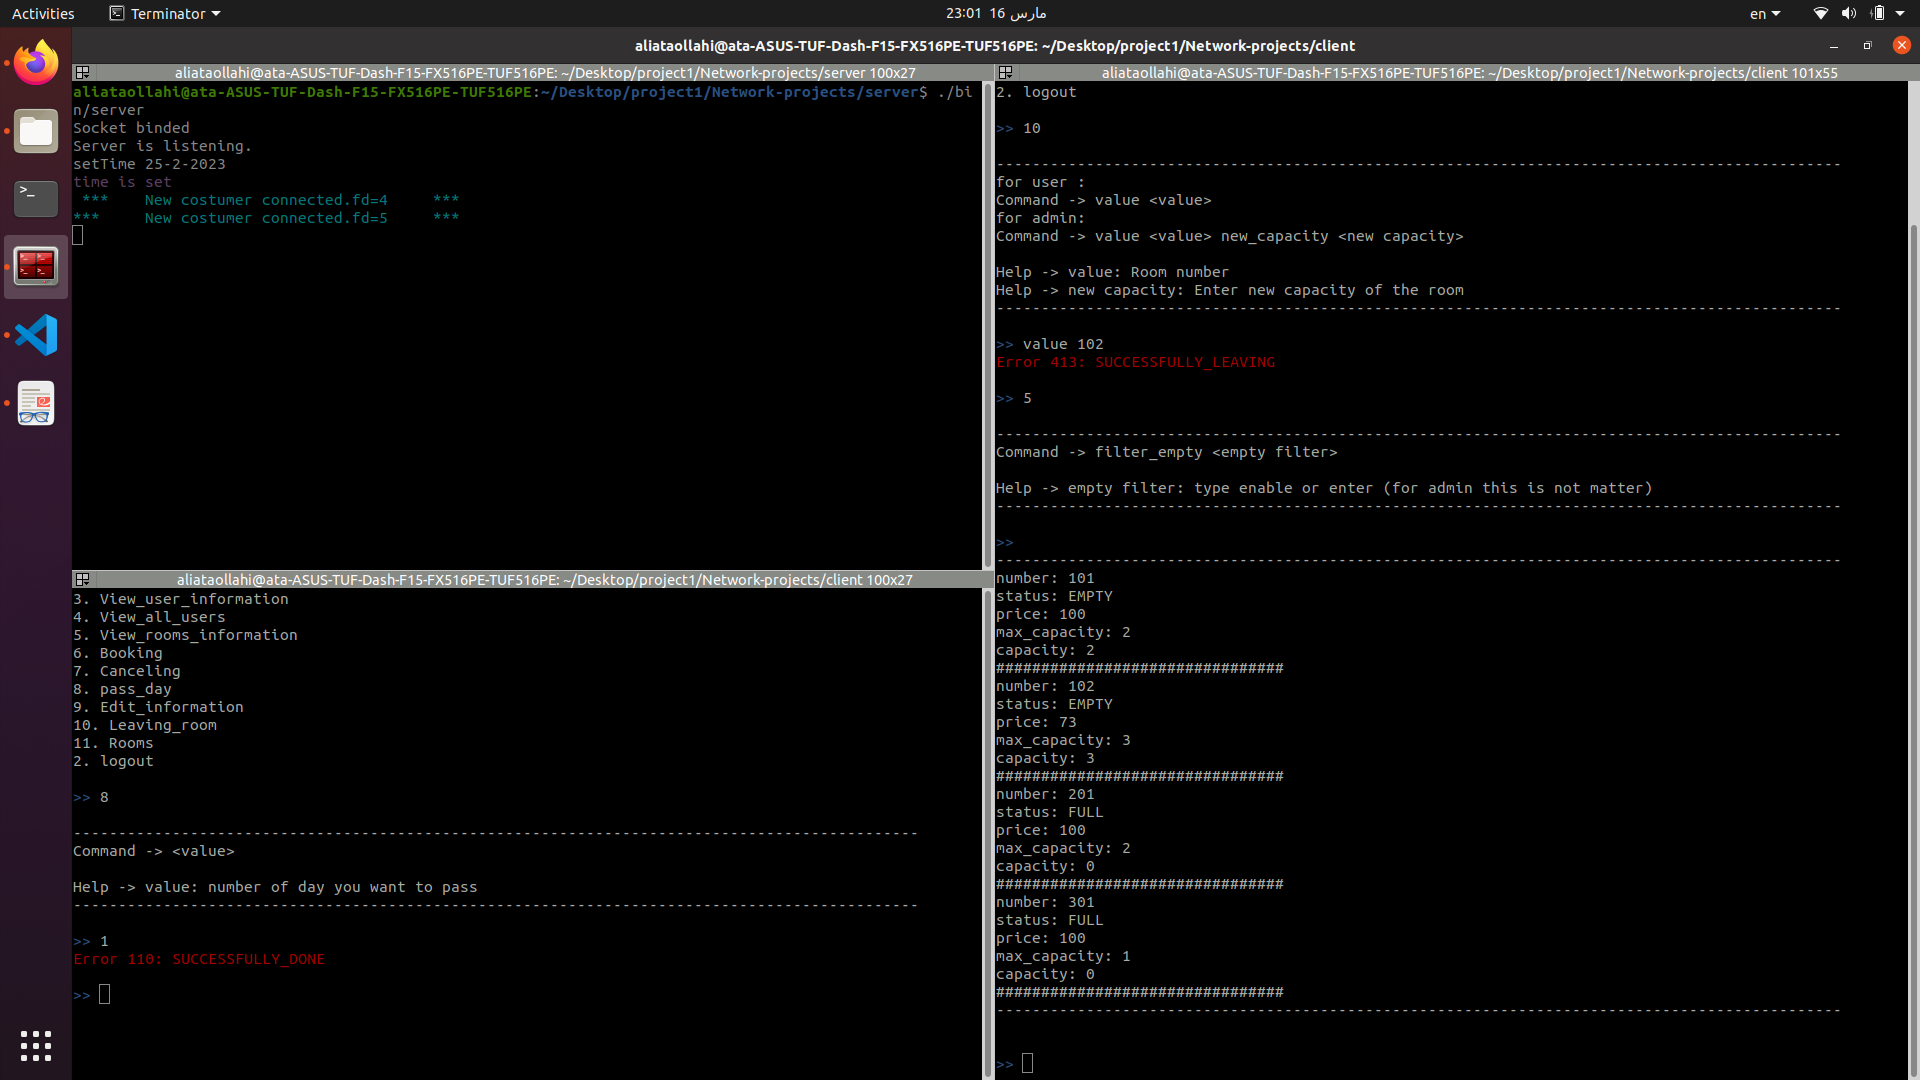 Activities
Terminator
23:01 16 مارس
en
aliataollahi@ata-ASUS-TUF-Dash-F15-FX516PE-TUF516PE: ~/Desktop/project1/Network-projects/client
aliataollahi@ata-ASUS-TUF-Dash-F15-FX516PE-TUF516PE: ~/Desktop/project1/Network-projects/server 100x27
aliataollahi@ata-ASUS-TUF-Dash-F15-FX516PE-TUF516PE:~/Desktop/project1/Network-projects/server$ ./bi
n/server
Socket binded
Server is listening.
setTime 25-2-2023
time is set
 ***    New costumer connected.fd=4     ***
***     New costumer connected.fd=5     ***
aliataollahi@ata-ASUS-TUF-Dash-F15-FX516PE-TUF516PE: ~/Desktop/project1/Network-projects/client 100x27
3. View_user_information
4. View_all_users
5. View_rooms_information
6. Booking
7. Canceling
8. pass_day
9. Edit_information
10. Leaving_room
11. Rooms
2. logout
>> 8
----------------------------------------------------------------------------------------------
Command -> <value>
Help -> value: number of day you want to pass
----------------------------------------------------------------------------------------------
>> 1
Error 110: SUCCESSFULLY_DONE
>>
aliataollahi@ata-ASUS-TUF-Dash-F15-FX516PE-TUF516PE: ~/Desktop/project1/Network-projects/client 101x55
2. logout
>> 10
----------------------------------------------------------------------------------------------
for user :
Command -> value <value>
for admin:
Command -> value <value> new_capacity <new capacity>
Help -> value: Room number
Help -> new capacity: Enter new capacity of the room
----------------------------------------------------------------------------------------------
>> value 102
Error 413: SUCCESSFULLY_LEAVING
>> 5
----------------------------------------------------------------------------------------------
Command -> filter_empty <empty filter>
Help -> empty filter: type enable or enter (for admin this is not matter)
----------------------------------------------------------------------------------------------
>>
----------------------------------------------------------------------------------------------
number: 101
status: EMPTY
price: 100
max_capacity: 2
capacity: 2
################################
number: 102
status: EMPTY
price: 73
max_capacity: 3
capacity: 3
################################
number: 201
status: FULL
price: 100
max_capacity: 2
capacity: 0
################################
number: 301
status: FULL
price: 100
max_capacity: 1
capacity: 0
################################
----------------------------------------------------------------------------------------------
>>